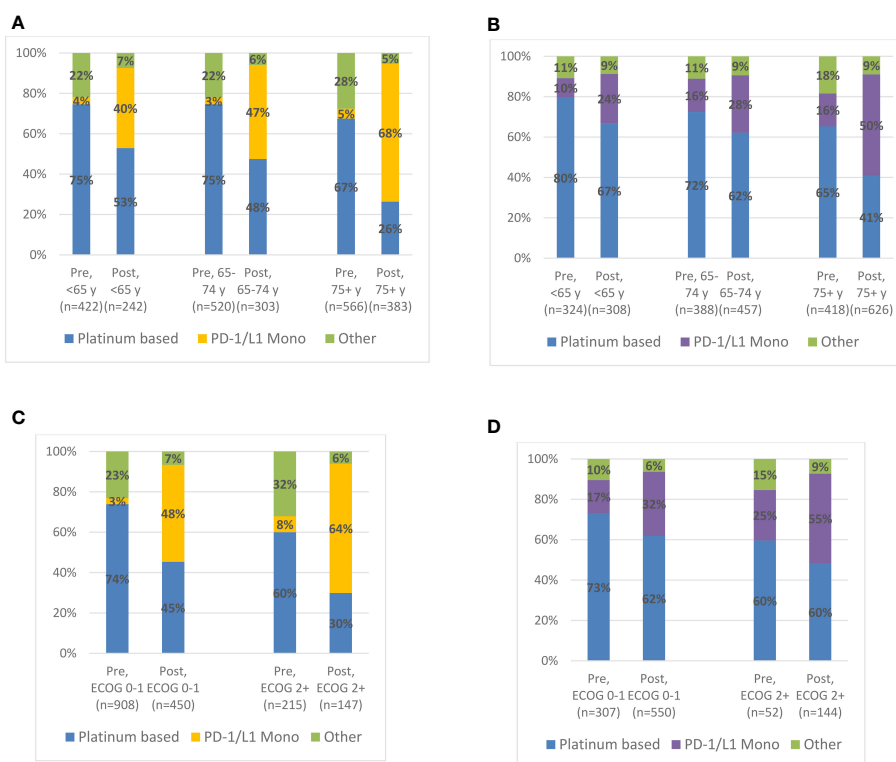 A
100%
80%
60%
40%
20%
0%
22% 7% 22% 6% 28% 5%
4% 40% 3% 47% 5% 68%
75% 53% 75% 48% 67% 26%
Pre, Post, Pre, 65- Post, Pre, Post,
<65 y <65 y 74 y 65-74 y 75+ y 75+ y
(n=422) (n=242) (n=520) (n=303) (n=566) (n=383)
Platinum based PD-1/L1 Mono Other
B
100%
80%
60%
40%
20%
0%
11% 9% 11% 9% 18% 9%
10% 24% 16% 28% 16% 50%
80% 67% 72% 62% 65% 41%
Pre, Post, Pre, 65- Post, Pre, Post,
<65 y <65 y 74 y 65-74 y 75+ y 75+ y
(n=324) (n=308) (n=388) (n=457) (n=418) (n=626)
Platinum based PD-1/L1 Mono Other
C
100%
80%
60%
40%
20%
0%
23% 7% 32% 6%
3% 48% 8% 64%
74% 45% 60% 30%
Pre, Post, Pre, Post,
ECOG 0-1 ECOG 0-1 ECOG 2+ ECOG 2+
(n=908) (n=450) (n=215) (n=147)
Platinum based PD-1/L1 Mono Other
D
100%
80%
60%
40%
20%
0%
10% 6% 15% 9%
17% 32% 25% 55%
73% 62% 60% 60%
Pre, Post, Pre, Post,
ECOG 0-1 ECOG 0-1 ECOG 2+ ECOG 2+
(n=307) (n=550) (n=52) (n=144)
Platinum based PD-1/L1 Mono Other